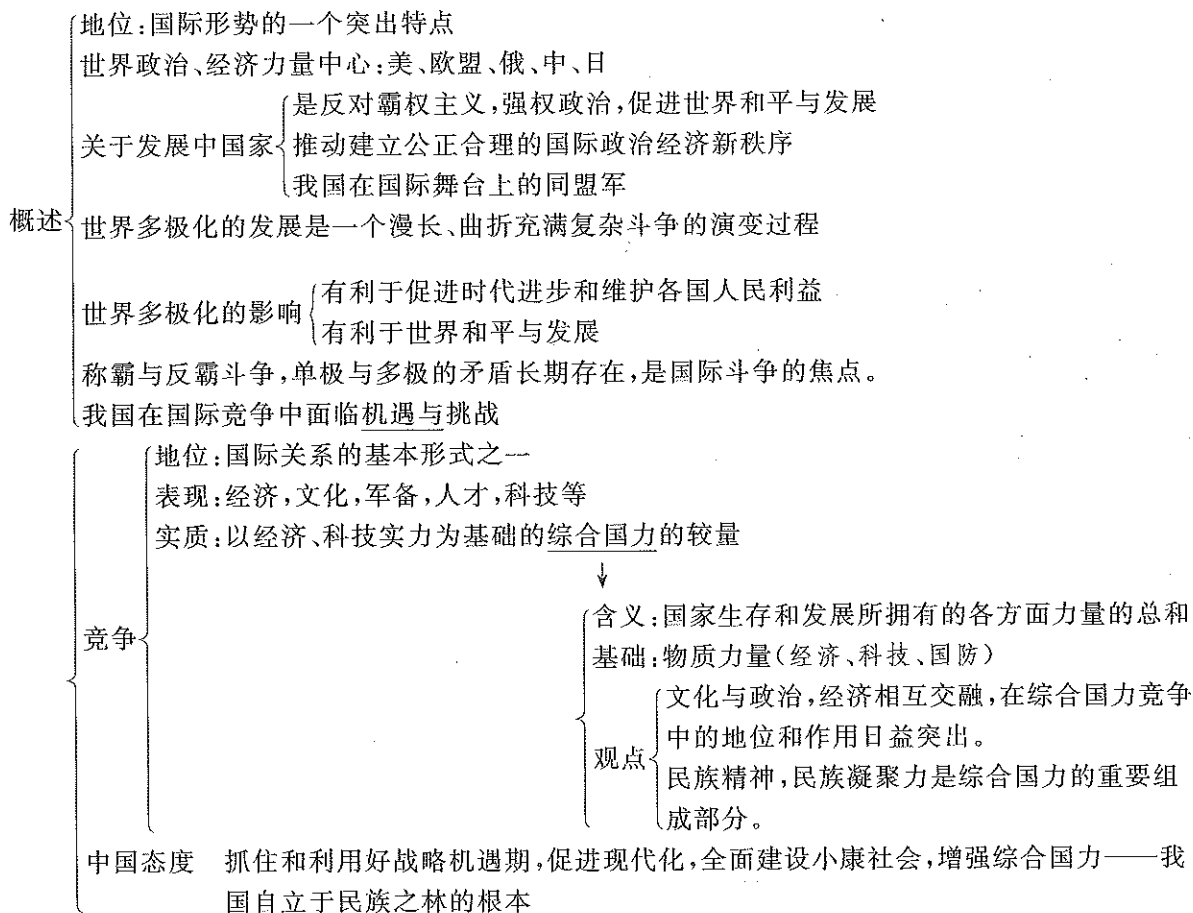 地位:国际形势的一个突出特点
世界政治、经济力量中心:美、欧盟、俄、中、日
是反对霸权主义,强权政治,促进世界和平与发展
关于发展中国家
推动建立公正合理的国际政治经济新秩序
我国在国际舞台上的同盟军
概述
世界多极化的发展是一个漫长、曲折充满复杂斗争的演变过程
有利于促进时代进步和维护各国人民利益
世界多极化的影响
有利于世界和平与发展
称霸与反霸斗争,单极与多极的矛盾长期存在,是国际斗争的焦点。
我国在国际竞争中面临机遇与挑战
地位:国际关系的基本形式之一
表现:经济,文化,军备,人才,科技等
实质:以经济、科技实力为基础的综合国力的较量
含义:国家生存和发展所拥有的各方面力量的总和
竞争
基础:物质力量(经济、科技、国防)
文化与政治,经济相互交融,在综合国力竞争
中的地位和作用日益突出。
观点
民族精神,民族凝聚力是综合国力的重要组
成部分。
中国态度 抓住和利用好战略机遇期,促进现代化,全面建设小康社会,增强综合国力——我
国自立于民族之林的根本